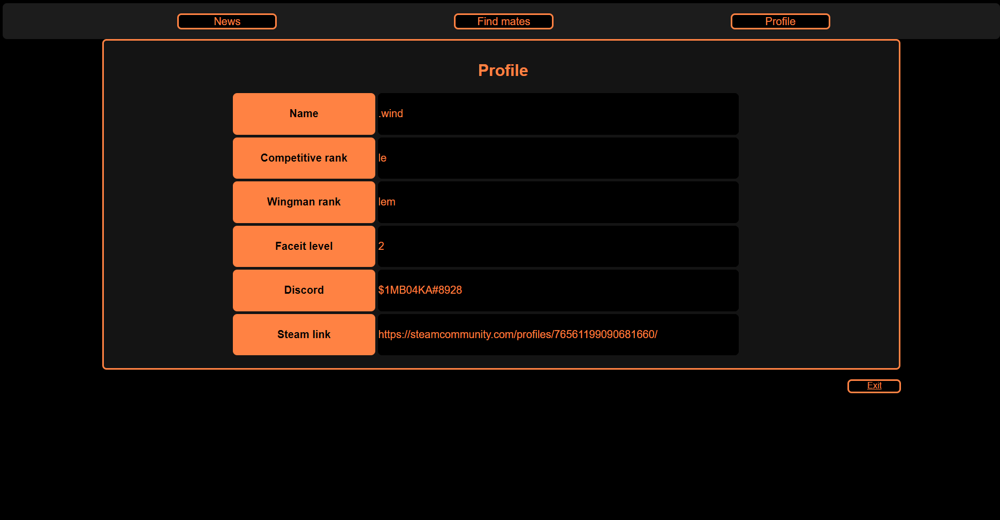 News Find mates Profile
Profile
Name .wind
Competitive rank le
Wingman rank lem
Faceit level 2
Discord $1MB04KA#8928
Steam link https://steamcommunity.com/profiles/76561199090681660/
Exit